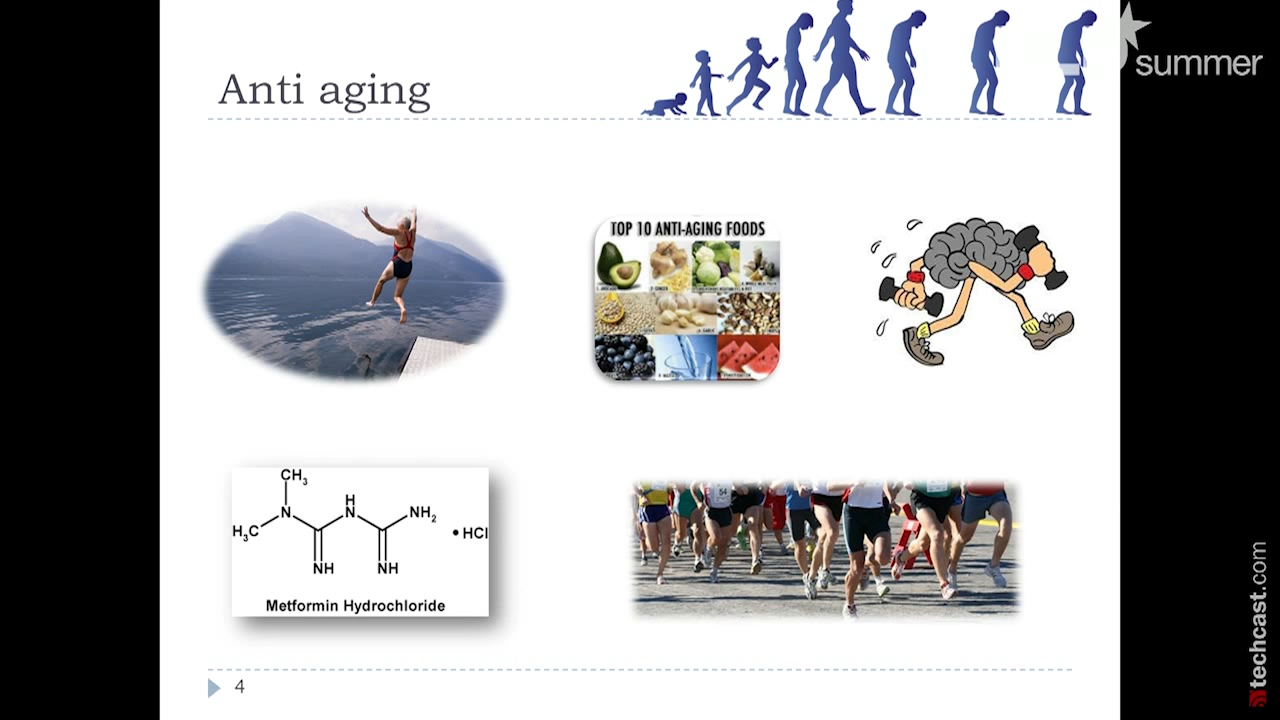 summer
Anti aging
TOP 10 ANTI-AGING FOODS
54
CH3
H
N
N
NH2
H3C
• HCl
NH
NH
Metformin Hydrochloride
4
techcast.com